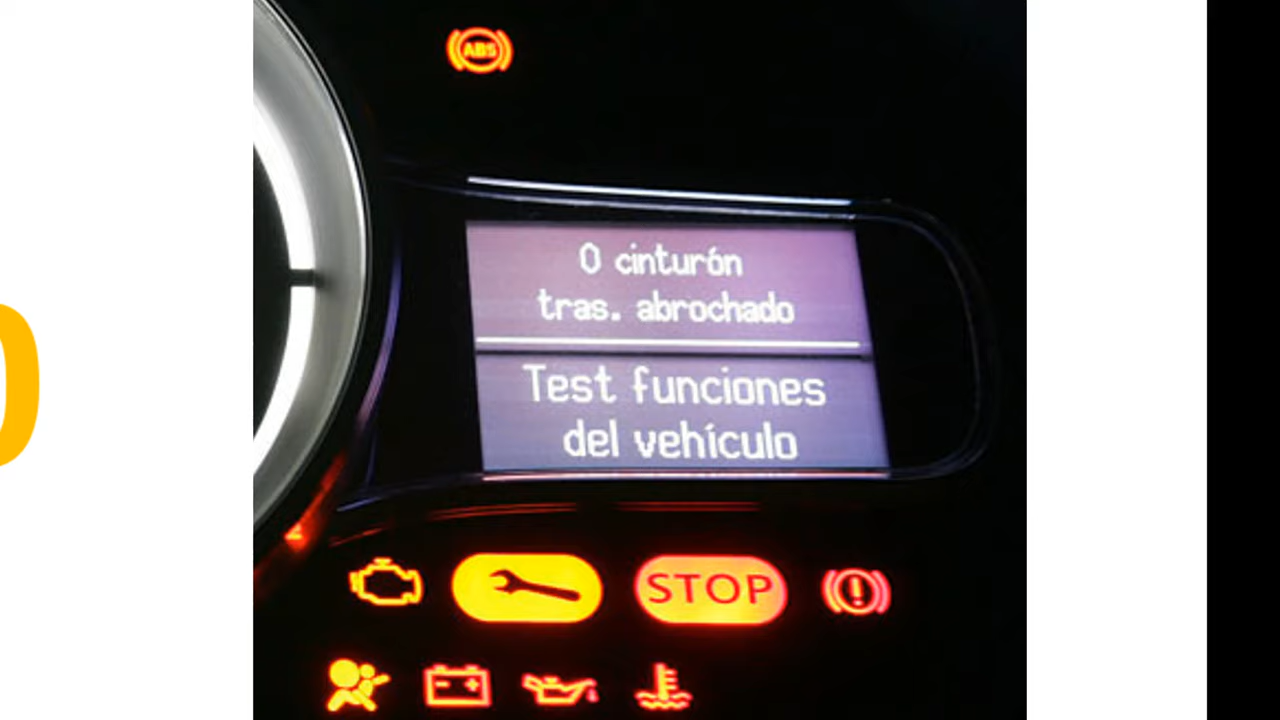 ABS
0 cinturón
tras. abrochado
Test funciones
del vehículo
STOP